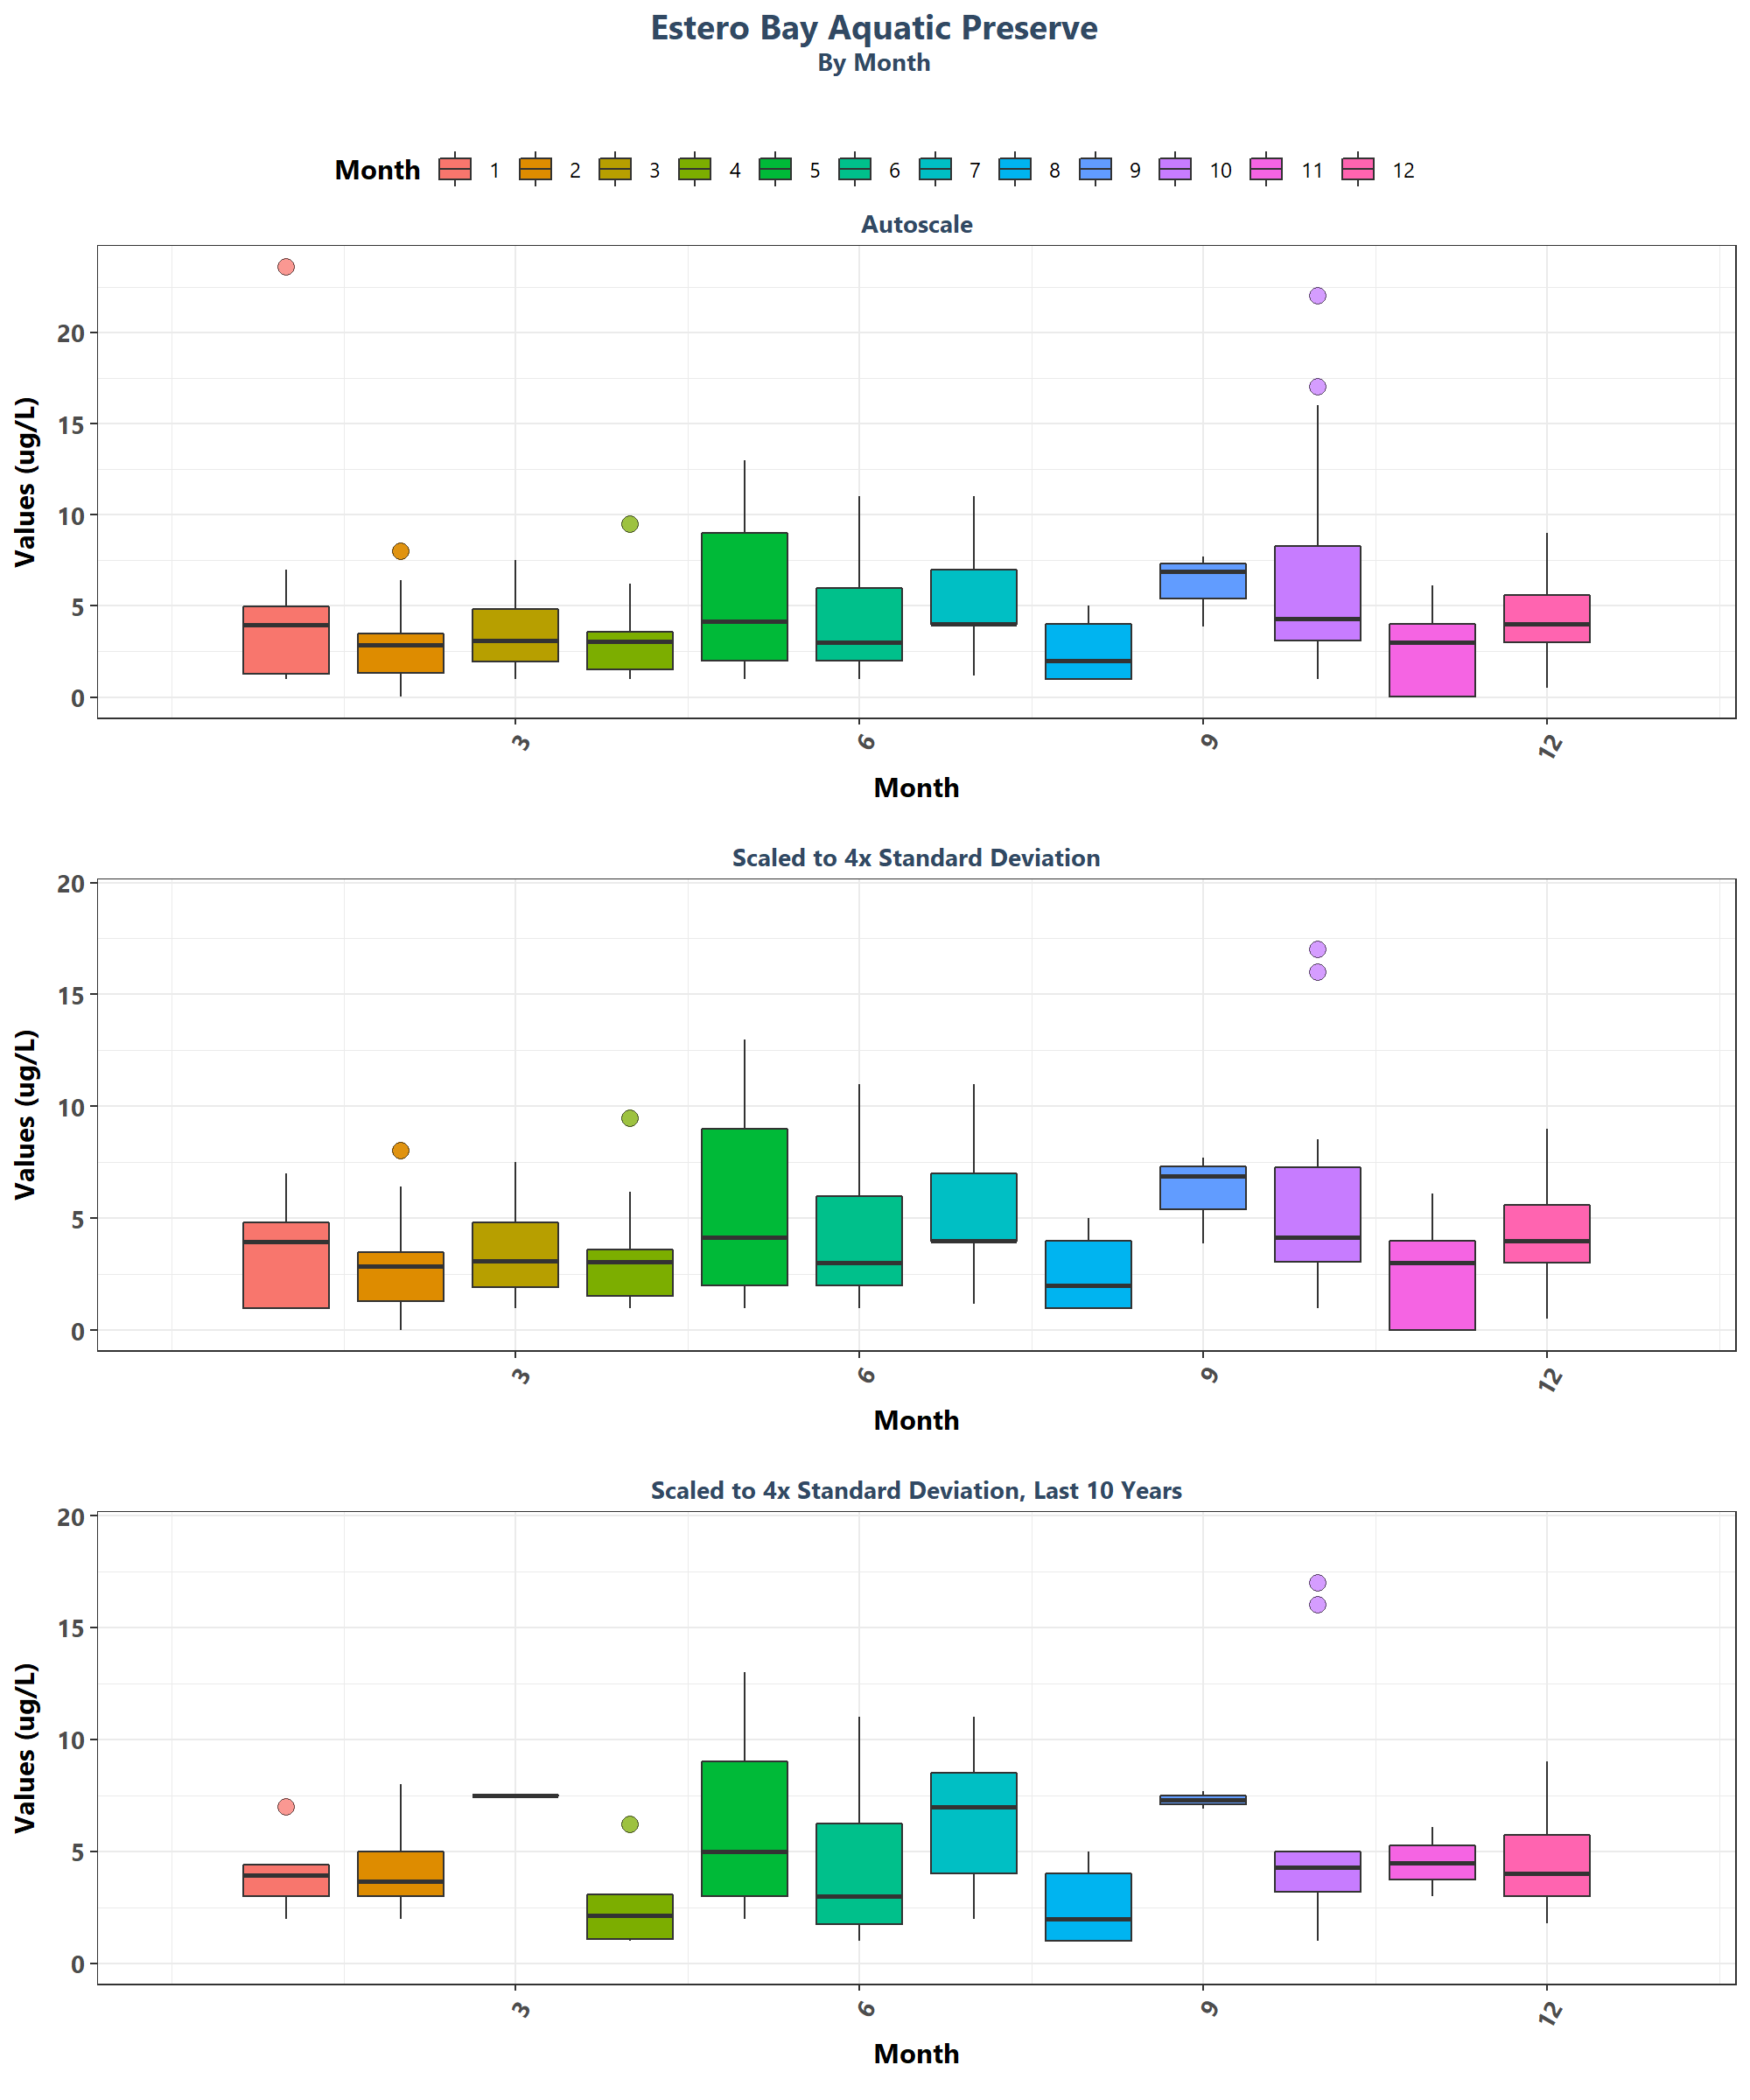 Estero Bay Aquatic Preserve
By Month
Month 1 2 3 4 5 6 7 8 9 10 11 12
Autoscale
Values (ug/L)
20
15
10
5
0
3 6 9 12
Month
Scaled to 4x Standard Deviation
Values (ug/L)
20
15
10
5
0
3 6 9 12
Month
Scaled to 4x Standard Deviation, Last 10 Years
Values (ug/L)
20
15
10
5
0
3 6 9 12
Month